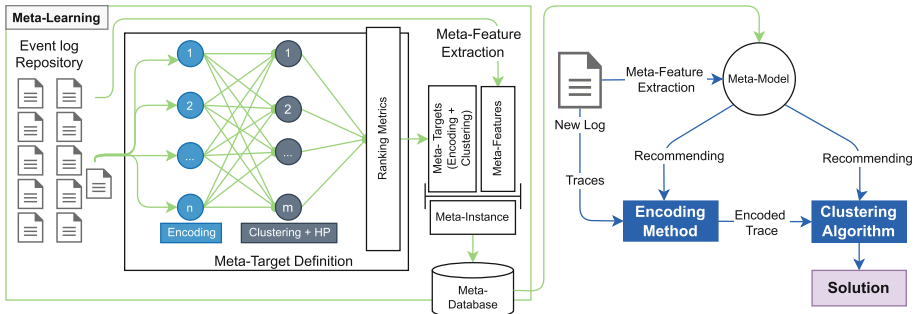 Meta-Learning
Event log
Repository
1
2
...
n
Encoding
1
2
...
m
Clustering + HP
Meta-Target Definition
Ranking Metrics
Meta-Feature
Extraction
Meta- Targets
(Encoding +
Clustering)
Meta-Features
Meta-Instance
Meta-
Database
New Log
Meta-Feature
Extraction
Meta-Model
Recommending
Recommending
Traces
Encoding
Method
Encoded
Trace
Clustering
Algorithm
Solution